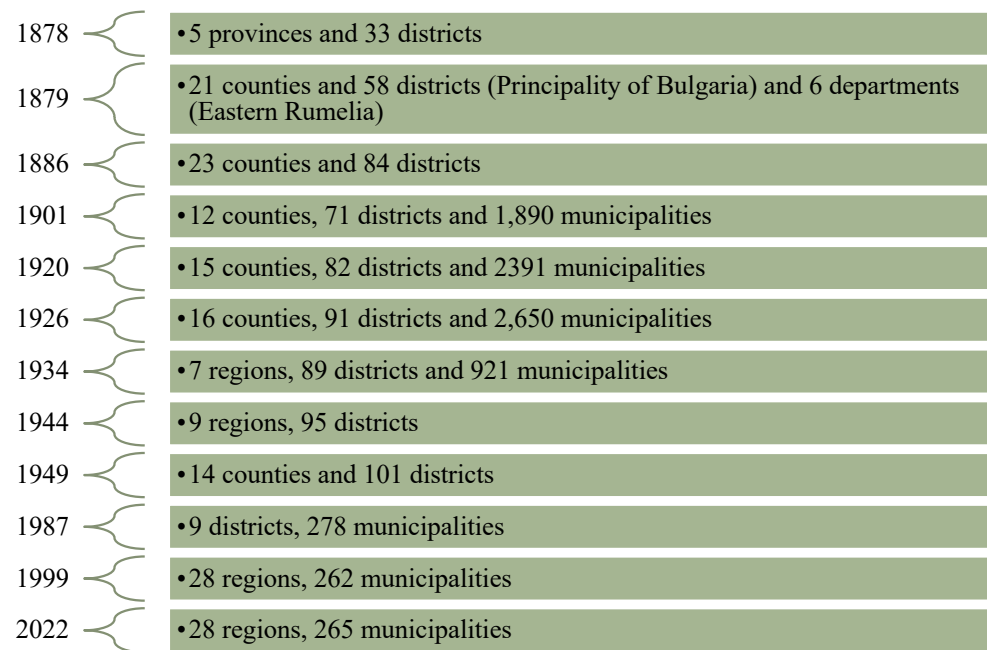 1878
•5 provinces and 33 districts
1879
•21 counties and 58 districts (Principality of Bulgaria) and 6 departments
(Eastern Rumelia)
1886
•23 counties and 84 districts
1901
•12 counties, 71 districts and 1,890 municipalities
1920
•15 counties, 82 districts and 2391 municipalities
1926
•16 counties, 91 districts and 2,650 municipalities
1934
•7 regions, 89 districts and 921 municipalities
1944
•9 regions, 95 districts
1949
•14 counties and 101 districts
1987
•9 districts, 278 municipalities
1999
•28 regions, 262 municipalities
2022
•28 regions, 265 municipalities